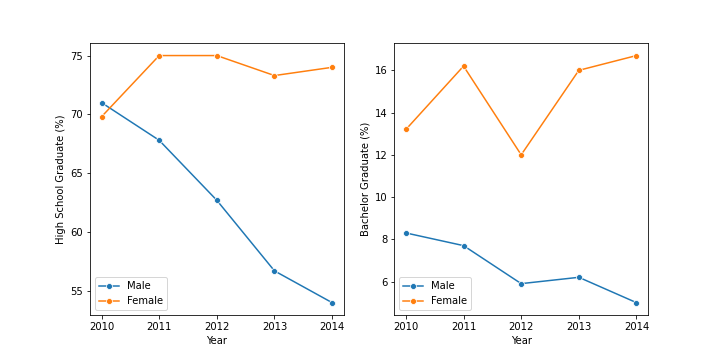 High School Graduate (%)
75
70
65
60
55
Male
Female
2010 2011 2012 2013 2014
Year
Bachelor Graduate (%)
16
14
12
10
8
6
Male
Female
2010 2011 2012 2013 2014
Year